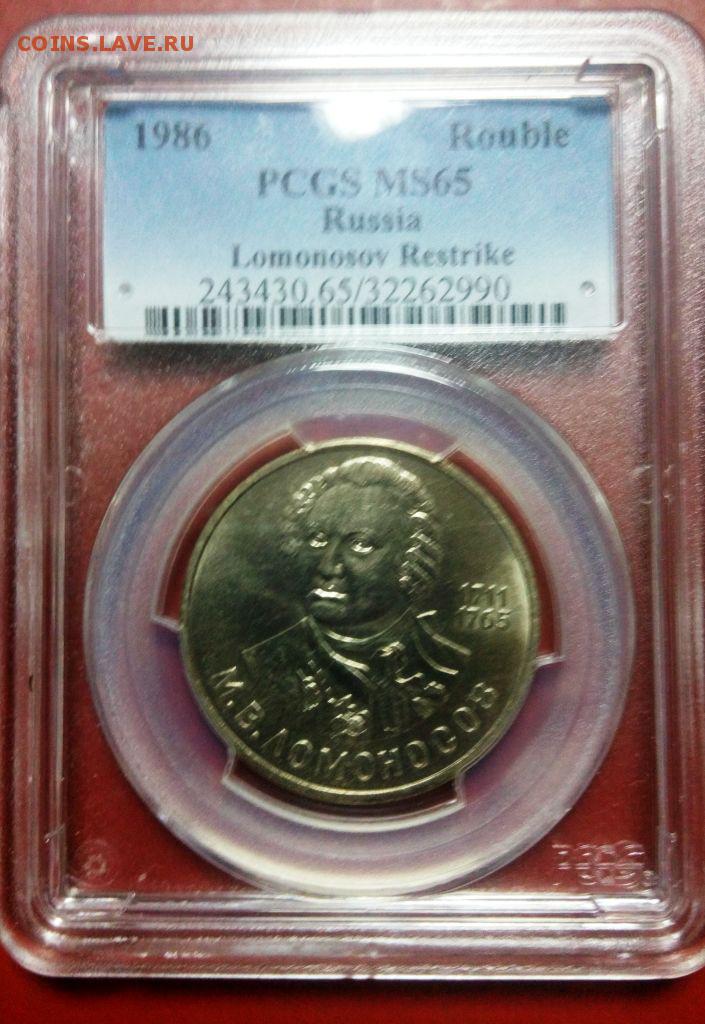 COINS.LAVE.RU
1986 Rouble
PCGS MS65
Russia
Lomonosov Restrike
243430.65/32262990
1711
1765
М.В.ЛОМОНОСОВ
PCGS